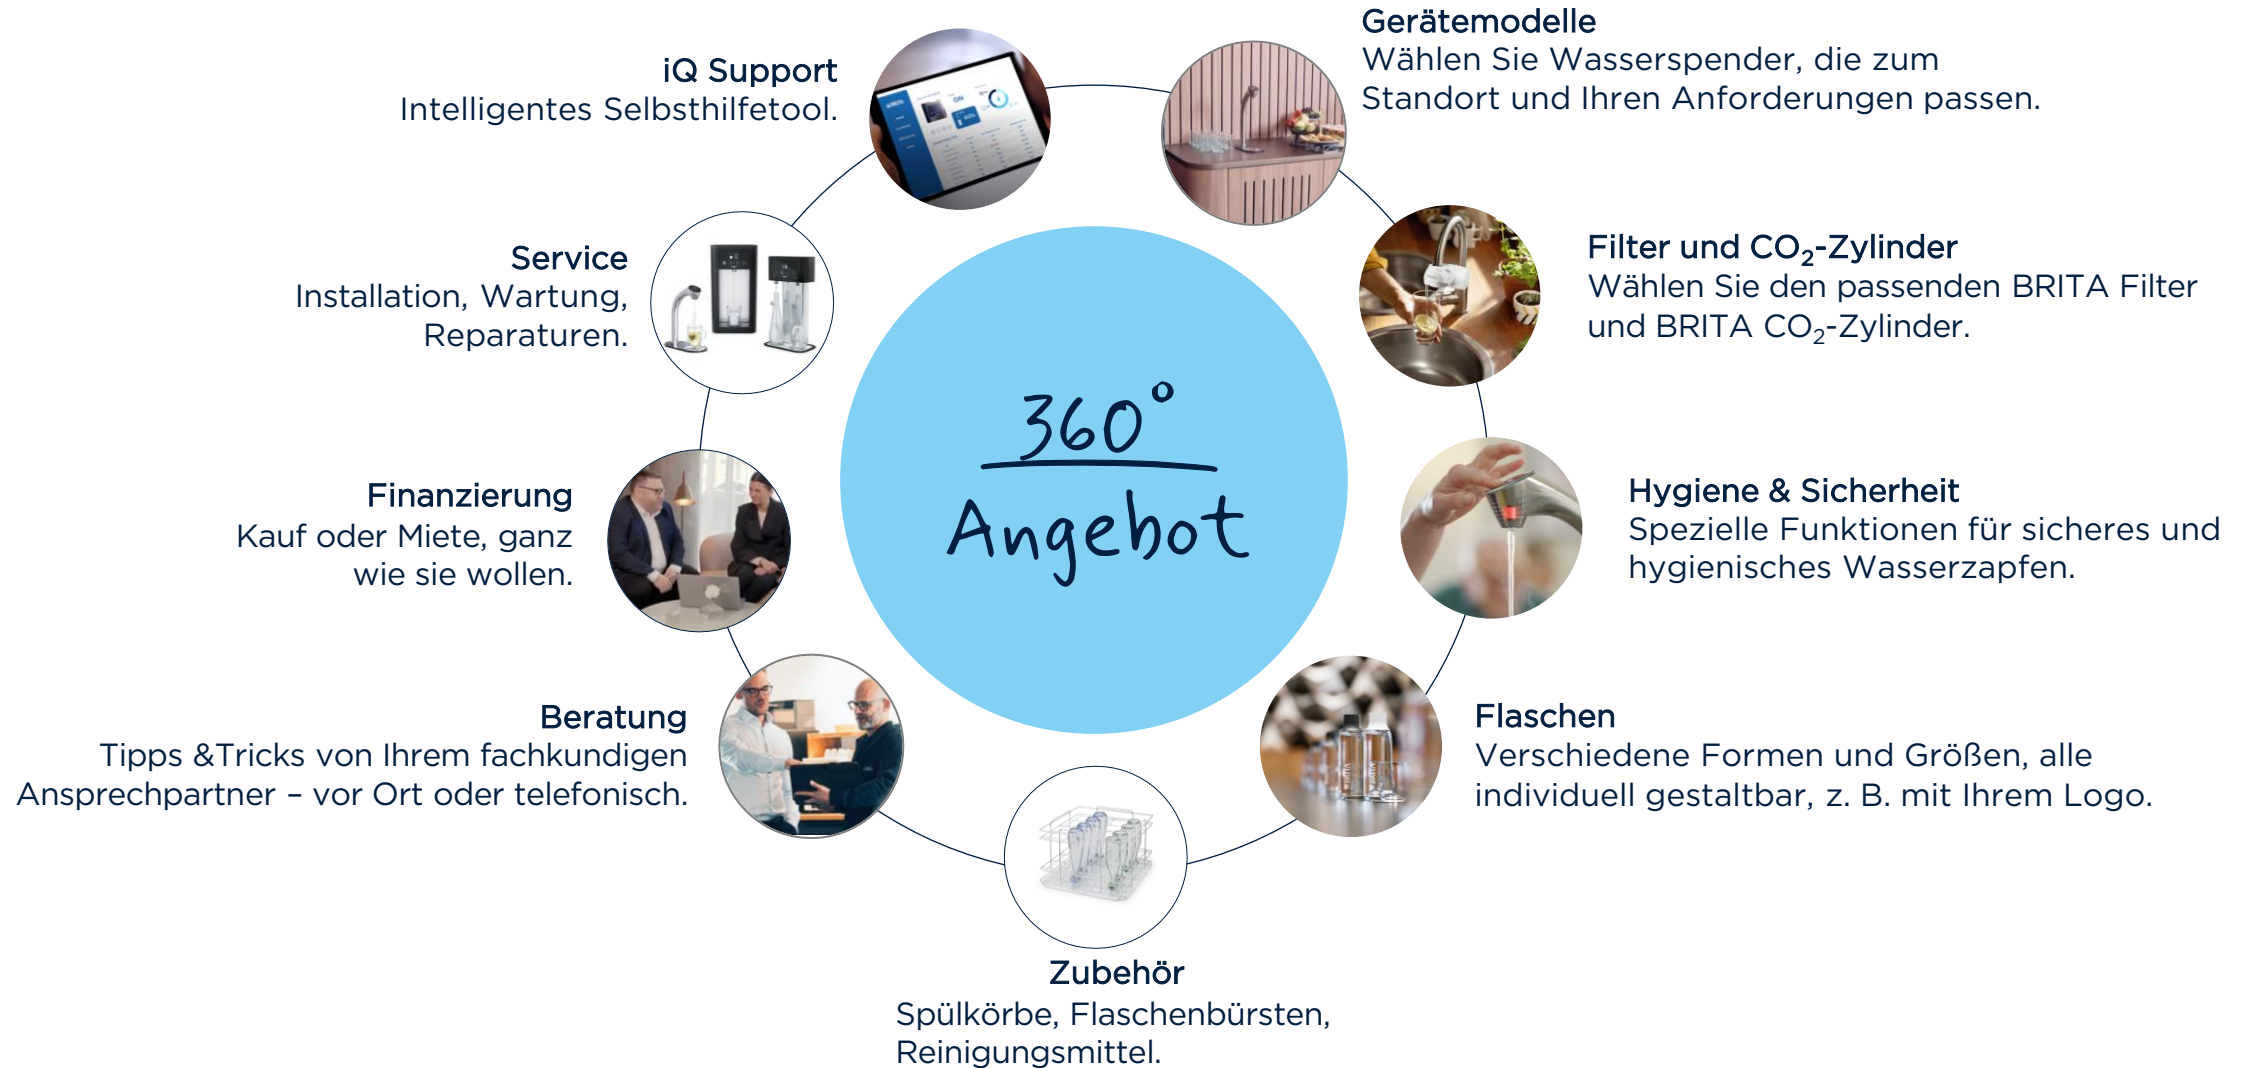 Gerätemodelle
Wählen Sie Wasserspender, die zum
Standort und Ihren Anforderungen passen.
Filter und CO₂-Zylinder
Wählen Sie den passenden BRITA Filter
und BRITA CO₂-Zylinder.
Hygiene & Sicherheit
Spezielle Funktionen für sicheres und
hygienisches Wasserzapfen.
Flaschen
Verschiedene Formen und Größen, alle
individuell gestaltbar, z. B. mit Ihrem Logo.
Zubehör
Spülkörbe, Flaschenbürsten,
Reinigungsmittel.
Beratung
Tipps &Tricks von Ihrem fachkundigen
Ansprechpartner – vor Ort oder telefonisch.
Finanzierung
Kauf oder Miete, ganz
wie sie wollen.
Service
Installation, Wartung,
Reparaturen.
iQ Support
Intelligentes Selbsthilfetool.
360°
Angebot
BRITA
ON